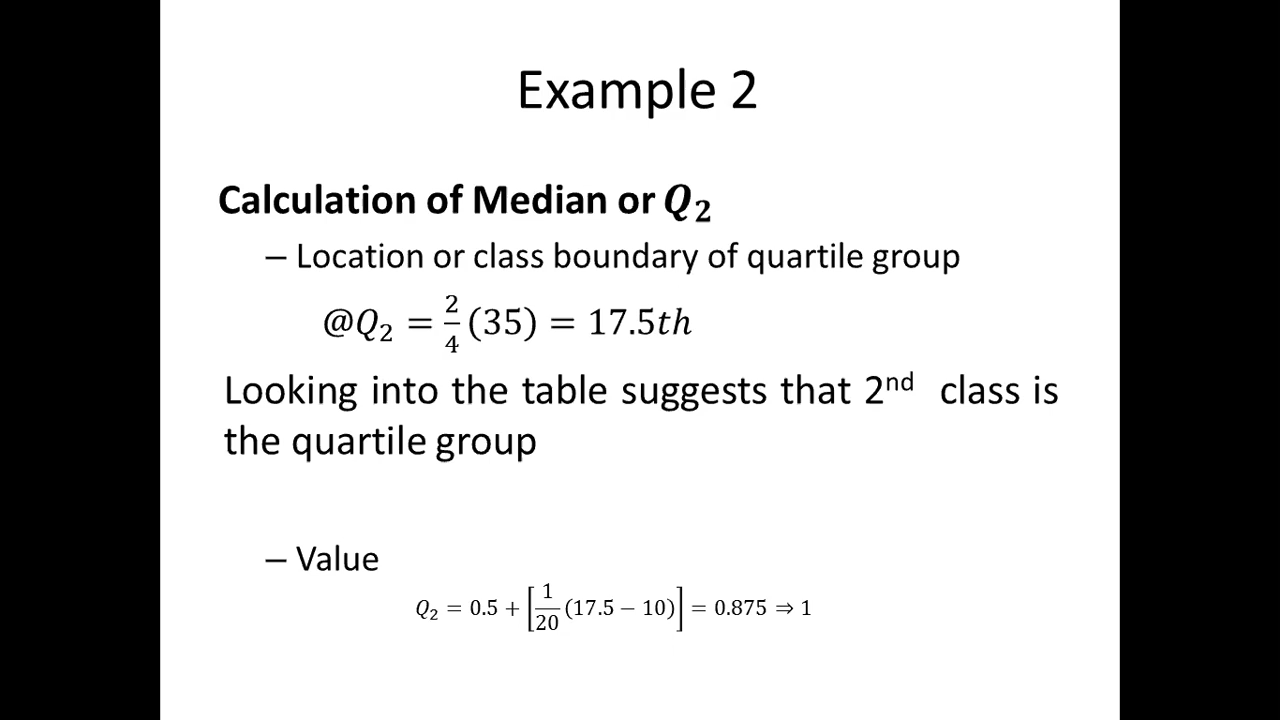 Example 2
Calculation of Median or Q₂
– Location or class boundary of quartile group
@Q₂ = 2/4 (35) = 17.5th
Looking into the table suggests that 2ⁿᵈ class is
the quartile group
– Value
Q₂ = 0.5 + [1/20 (17.5 − 10)] = 0.875 ⇒ 1